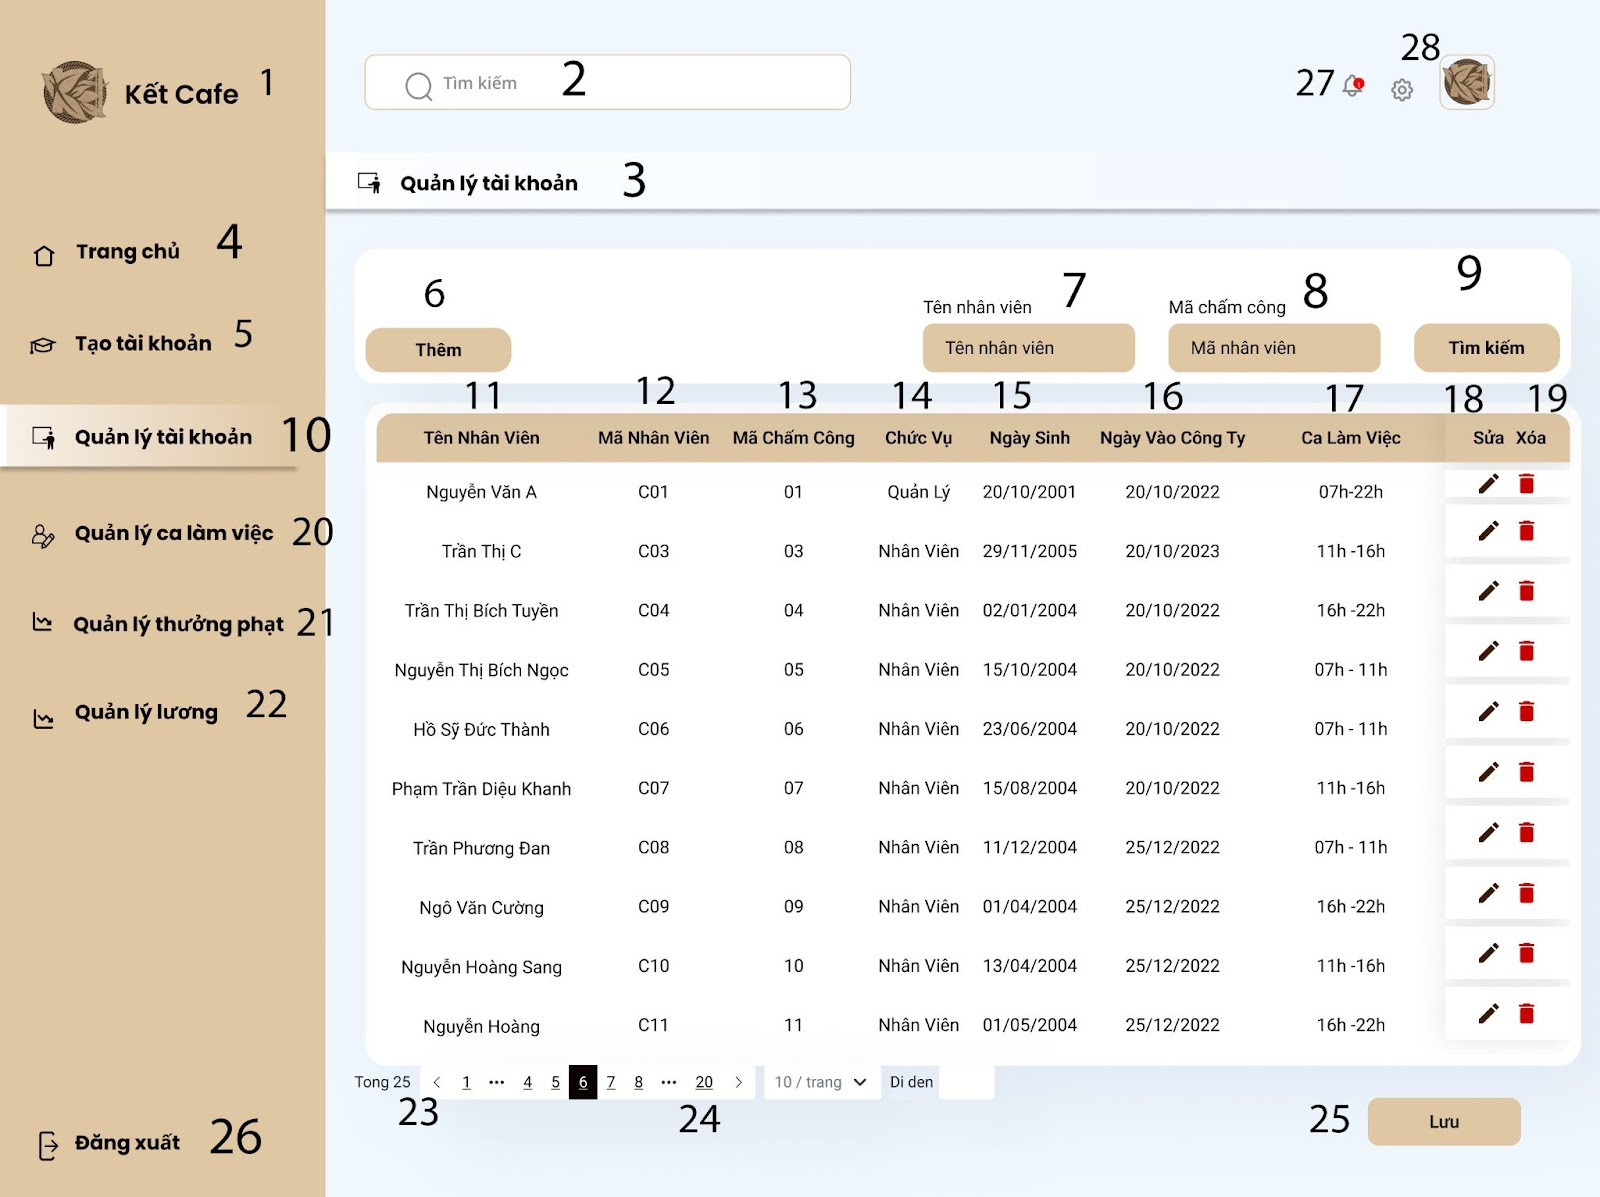 Kết Cafe 1
Tìm kiếm 2
27
28
Quản lý tài khoản 3
Trang chủ 4
Tạo tài khoản 5
Quản lý tài khoản 10
Quản lý ca làm việc 20
Quản lý thưởng phạt 21
Quản lý lương 22
Đăng xuất 26
6
Thêm
Tên nhân viên 7
Tên nhân viên
Mã chấm công 8
Mã nhân viên
9
Tìm kiếm
11 12 13 14 15 16 17 18 19
Tên Nhân Viên Mã Nhân Viên Mã Chấm Công Chức Vụ Ngày Sinh Ngày Vào Công Ty Ca Làm Việc Sửa Xóa
Nguyễn Văn A C01 01 Quản Lý 20/10/2001 20/10/2022 07h-22h
Trần Thị C C03 03 Nhân Viên 29/11/2005 20/10/2023 11h -16h
Trần Thị Bích Tuyền C04 04 Nhân Viên 02/01/2004 20/10/2022 16h -22h
Nguyễn Thị Bích Ngọc C05 05 Nhân Viên 15/10/2004 20/10/2022 07h - 11h
Hồ Sỹ Đức Thành C06 06 Nhân Viên 23/06/2004 20/10/2022 07h - 11h
Phạm Trần Diệu Khanh C07 07 Nhân Viên 15/08/2004 20/10/2022 11h -16h
Trần Phương Đan C08 08 Nhân Viên 11/12/2004 25/12/2022 07h - 11h
Ngô Văn Cường C09 09 Nhân Viên 01/04/2004 25/12/2022 16h -22h
Nguyễn Hoàng Sang C10 10 Nhân Viên 13/04/2004 25/12/2022 11h -16h
Nguyễn Hoàng C11 11 Nhân Viên 01/05/2004 25/12/2022 16h -22h
Tong 25 < 1 ••• 4 5 6 7 8 ••• 20 > 10 / trang Di den
23 24
25 Lưu